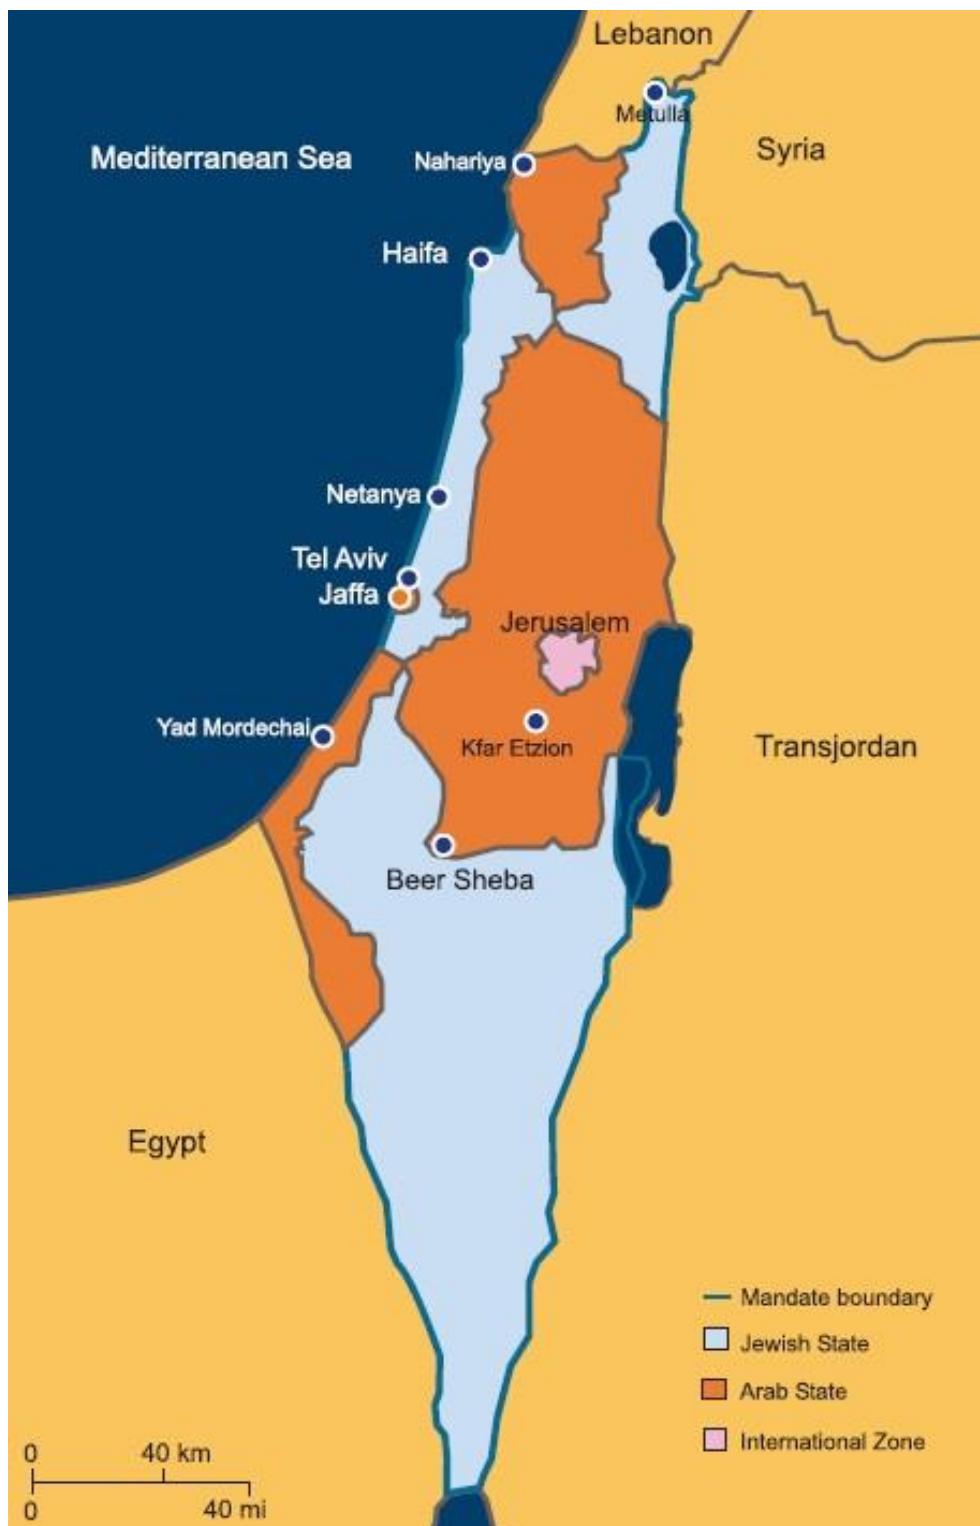 Lebanon
Metulla
Mediterranean Sea
Syria
Nahariya
Haifa
Netanya
Tel Aviv
Jaffa
Jerusalem
Yad Mordechai
Kfar Etzion
Transjordan
Beer Sheba
Egypt
Mandate boundary
Jewish State
Arab State
International Zone
0 40 km
0 40 mi